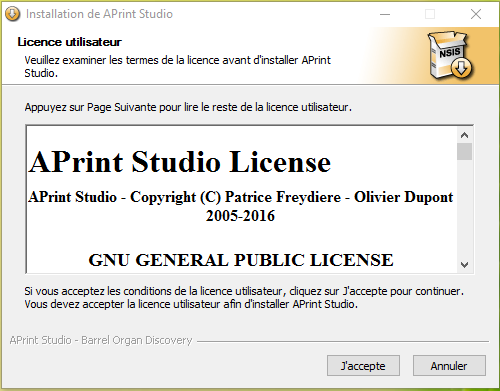 Installation de APrint Studio
Licence utilisateur
Veuillez examiner les termes de la licence avant d'installer APrint
Studio.
NSIS
Appuyez sur Page Suivante pour lire le reste de la licence utilisateur.
APrint Studio License
APrint Studio - Copyright (C) Patrice Freydiere - Olivier Dupont
2005-2016
GNU GENERAL PUBLIC LICENSE
Si vous acceptez les conditions de la licence utilisateur, cliquez sur J'accepte pour continuer.
Vous devez accepter la licence utilisateur afin d'installer APrint Studio.
APrint Studio - Barrel Organ Discovery
J'accepte
Annuler